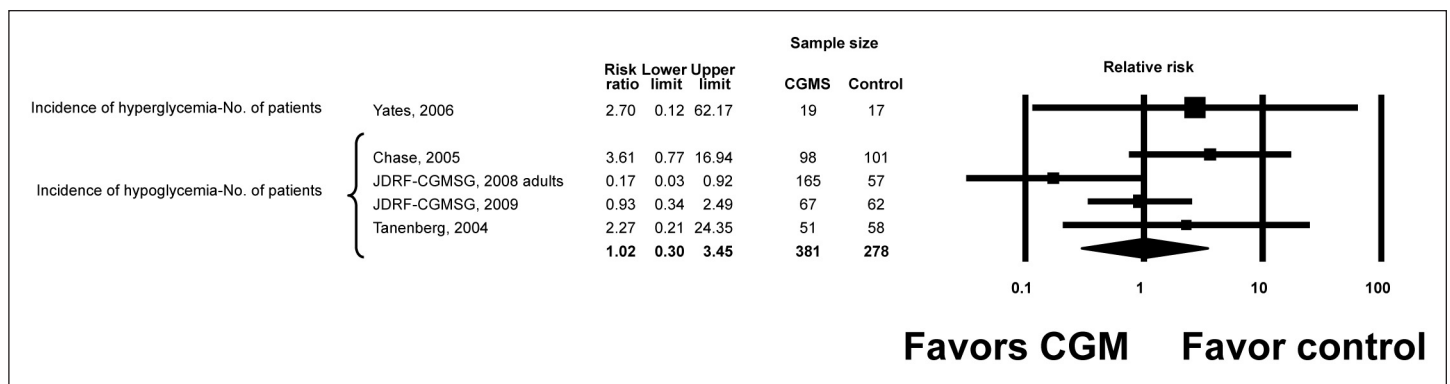 Sample size
Risk ratio Lower limit Upper limit CGMS Control Relative risk
Incidence of hyperglycemia-No. of patients Yates, 2006 2.70 0.12 62.17 19 17
Chase, 2005 3.61 0.77 16.94 98 101
JDRF-CGMSG, 2008 adults 0.17 0.03 0.92 165 57
Incidence of hypoglycemia-No. of patients JDRF-CGMSG, 2009 0.93 0.34 2.49 67 62
Tanenberg, 2004 2.27 0.21 24.35 51 58
1.02 0.30 3.45 381 278
0.1 1 10 100
Favors CGM Favor control